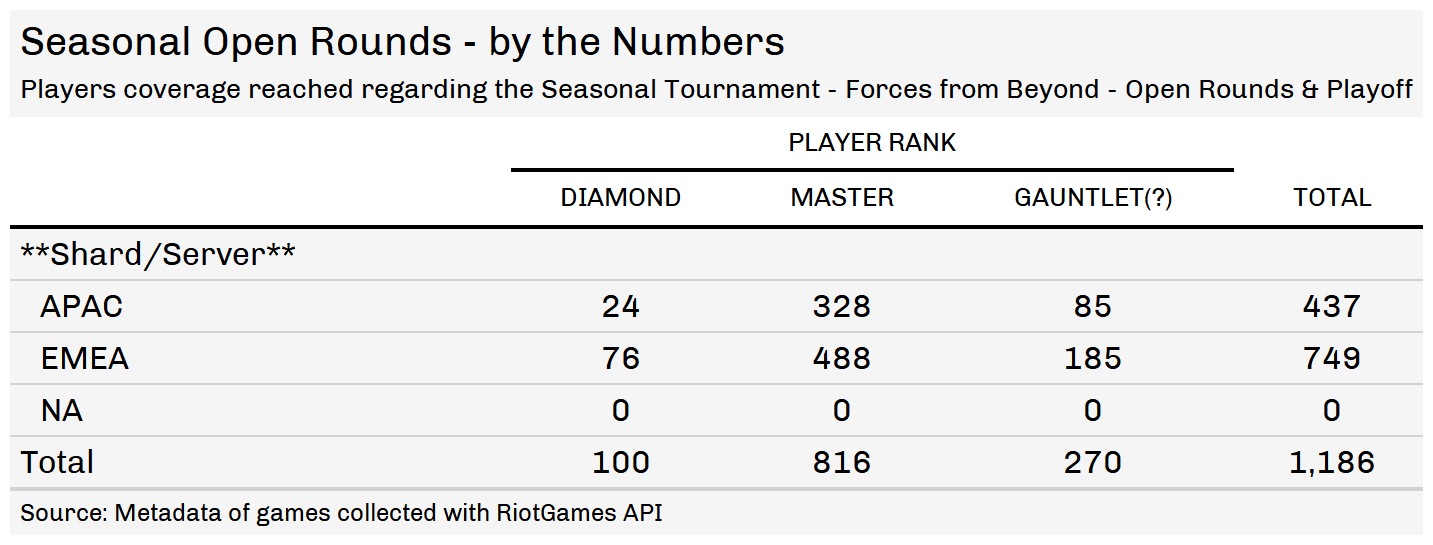 Seasonal Open Rounds - by the Numbers
Players coverage reached regarding the Seasonal Tournament - Forces from Beyond - Open Rounds & Playoff
PLAYER RANK
DIAMOND MASTER GAUNTLET(?) TOTAL
**Shard/Server**
APAC 24 328 85 437
EMEA 76 488 185 749
NA 0 0 0 0
Total 100 816 270 1,186
Source: Metadata of games collected with RiotGames API